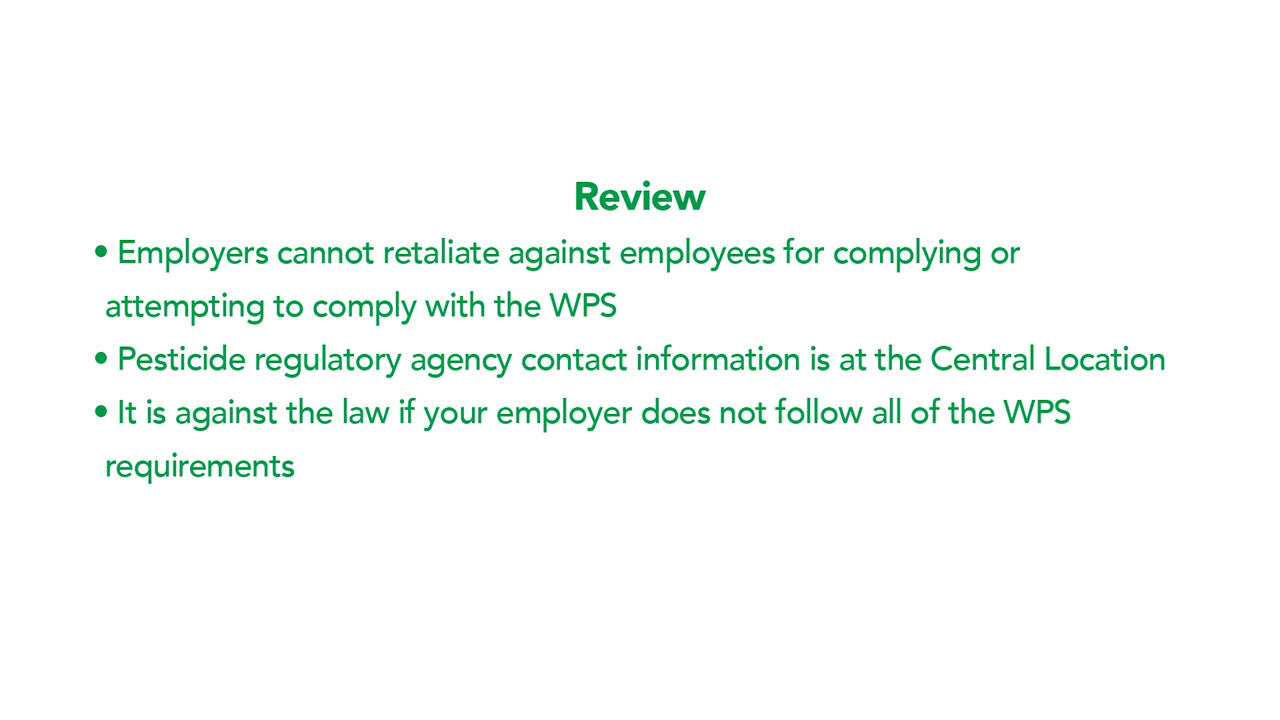 Review
• Employers cannot retaliate against employees for complying or
attempting to comply with the WPS
• Pesticide regulatory agency contact information is at the Central Location
• It is against the law if your employer does not follow all of the WPS
requirements